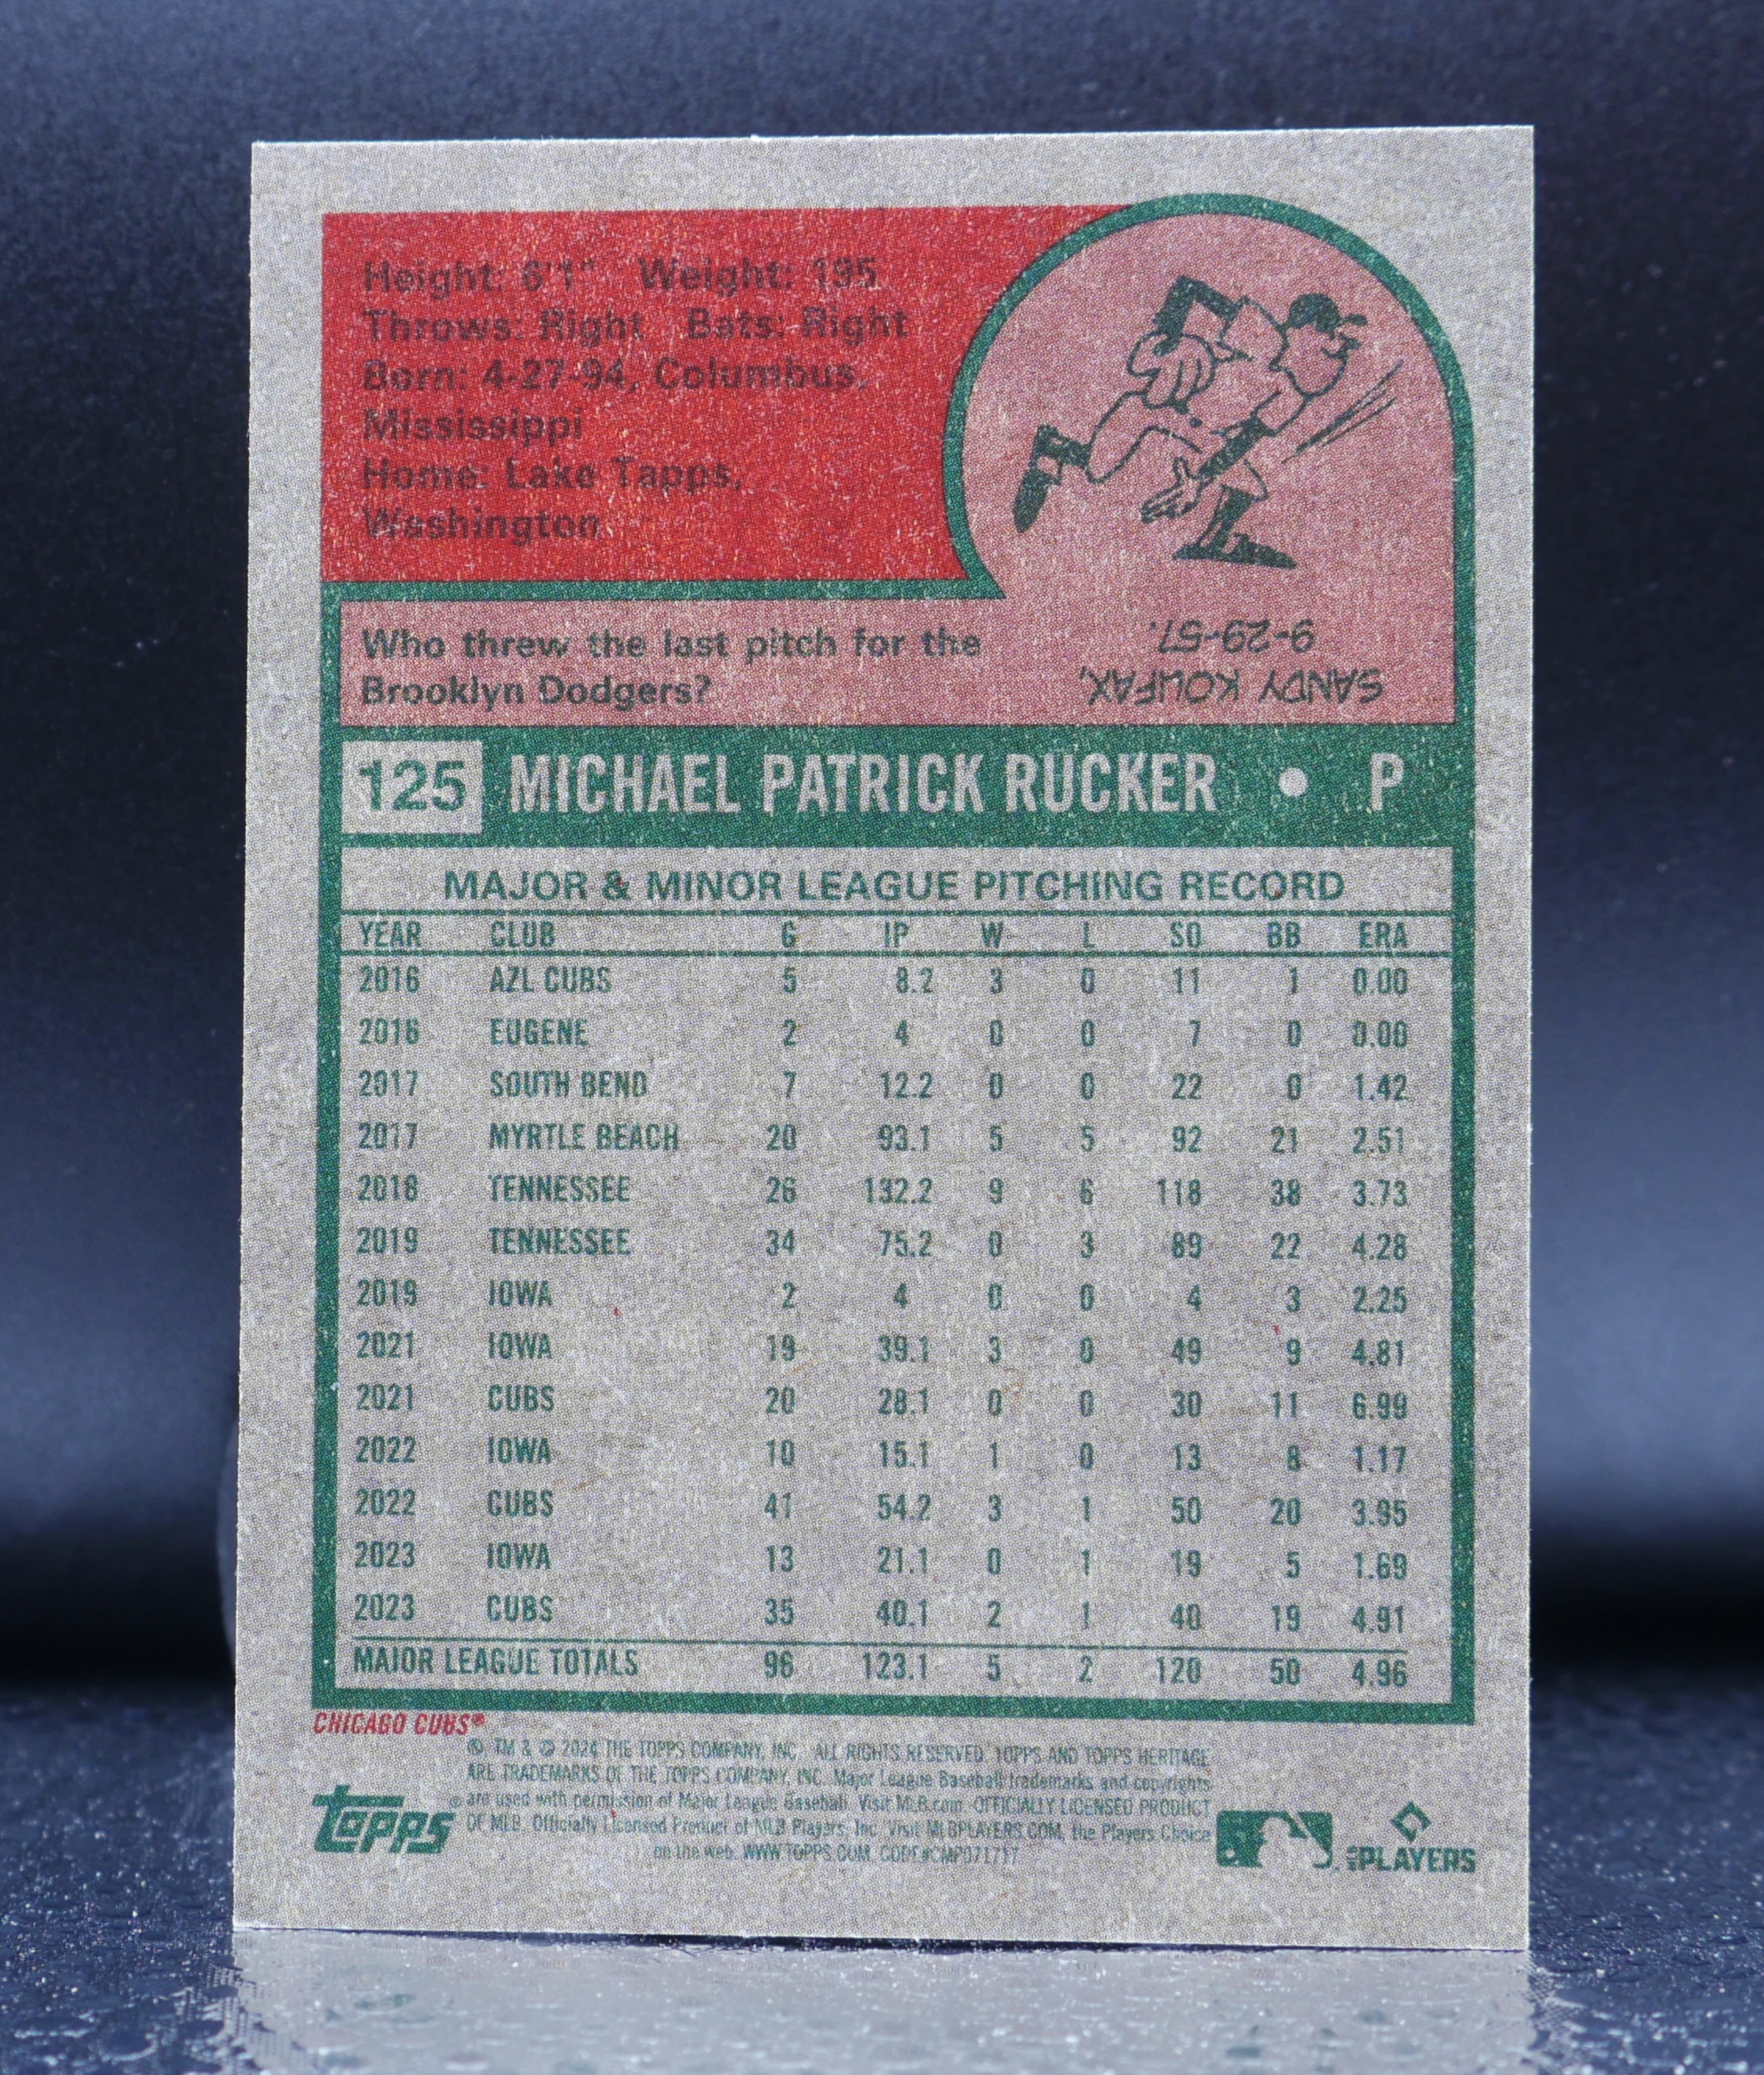 Height: 6'1" Weight: 195
Throws: Right Bats: Right
Born: 4-27-94, Columbus,
Mississippi
Home: Lake Tapps,
Washington
Who threw the last pitch for the
Brooklyn Dodgers?
SANDY KOUFAX,
9-29-57.
125 MICHAEL PATRICK RUCKER • P
MAJOR & MINOR LEAGUE PITCHING RECORD
YEAR CLUB G IP W L SO BB ERA
2016 AZL CUBS 5 8.2 3 0 11 1 0.00
2016 EUGENE 2 4 0 0 7 0 0.00
2017 SOUTH BEND 7 12.2 0 0 22 0 1.42
2017 MYRTLE BEACH 20 93.1 5 5 92 21 2.51
2018 TENNESSEE 26 132.2 9 6 118 38 3.73
2019 TENNESSEE 34 75.2 0 3 89 22 4.28
2019 IOWA 2 4 0 0 4 3 2.25
2021 IOWA 19 39.1 3 0 49 9 4.81
2021 CUBS 20 28.1 0 0 30 11 6.99
2022 IOWA 10 15.1 1 0 13 8 1.17
2022 CUBS 41 54.2 3 1 50 20 3.95
2023 IOWA 13 21.1 0 1 19 5 1.69
2023 CUBS 35 40.1 2 1 40 19 4.91
MAJOR LEAGUE TOTALS 96 123.1 5 2 120 50 4.96
CHICAGO CUBS®
® TM & © 2024 THE TOPPS COMPANY, INC. ALL RIGHTS RESERVED. TOPPS AND TOPPS HERITAGE
ARE TRADEMARKS OF THE TOPPS COMPANY, INC. Major League Baseball trademarks and copyrights
are used with permission of Major League Baseball. Visit MLB.com. OFFICIALLY LICENSED PRODUCT
OF MLB. Officially Licensed Product of MLB Players, Inc. Visit MLBPLAYERS.COM, the Players Choice
on the web. WWW.TOPPS.COM. CODE#CMP071717
topps®
MLB PLAYERS